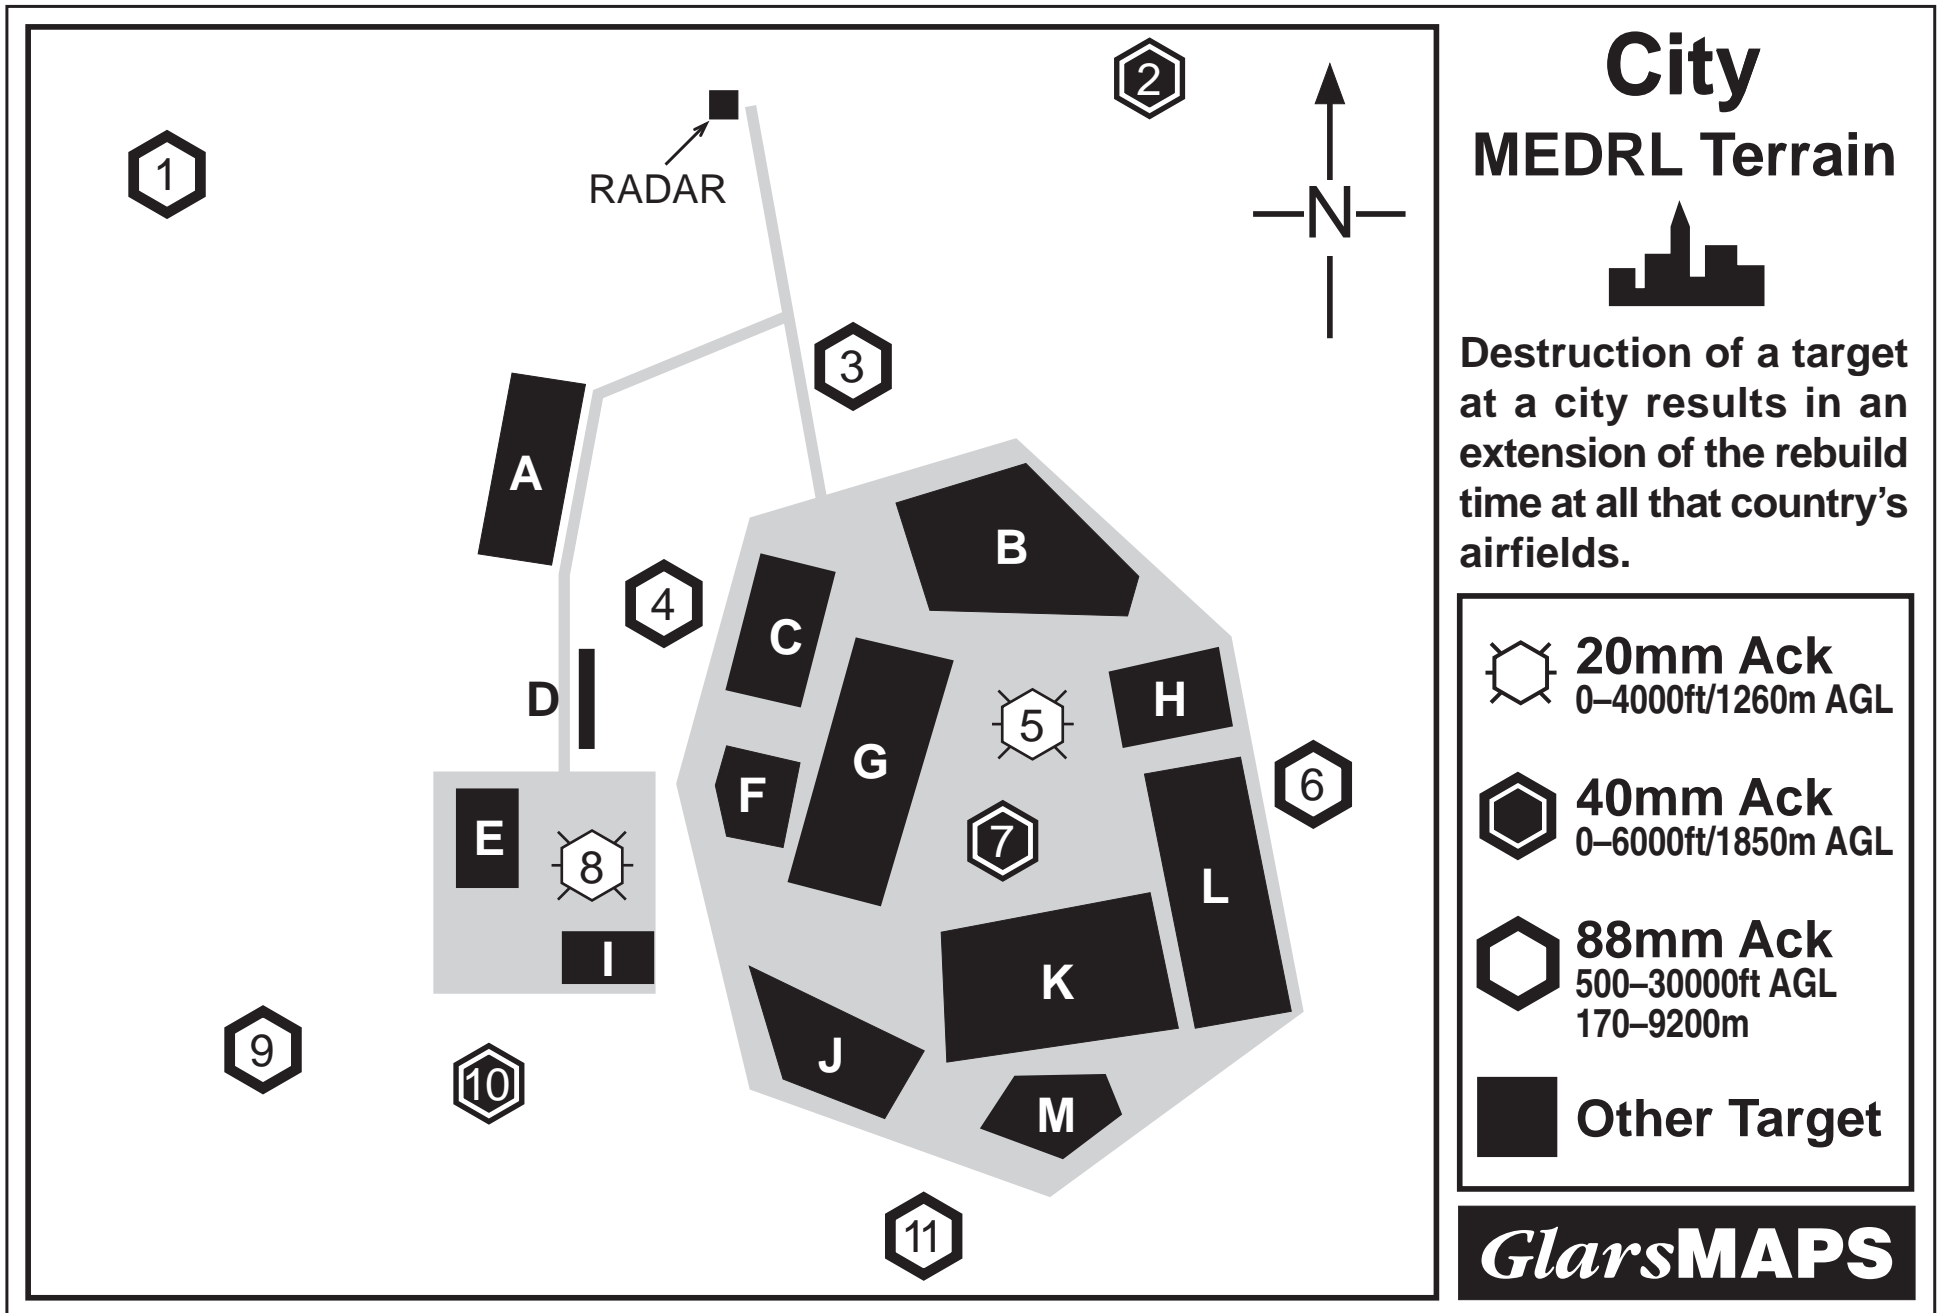 2
1
RADAR
N
3
A
B
4
C
D
H
5
G
F
6
E
7
8
L
I
K
9
J
10
M
11
City
MEDRL Terrain
Destruction of a target
at a city results in an
extension of the rebuild
time at all that country’s
airfields.
20mm Ack
0–4000ft/1260m AGL
40mm Ack
0–6000ft/1850m AGL
88mm Ack
500–30000ft AGL
170–9200m
Other Target
GlarsMAPS